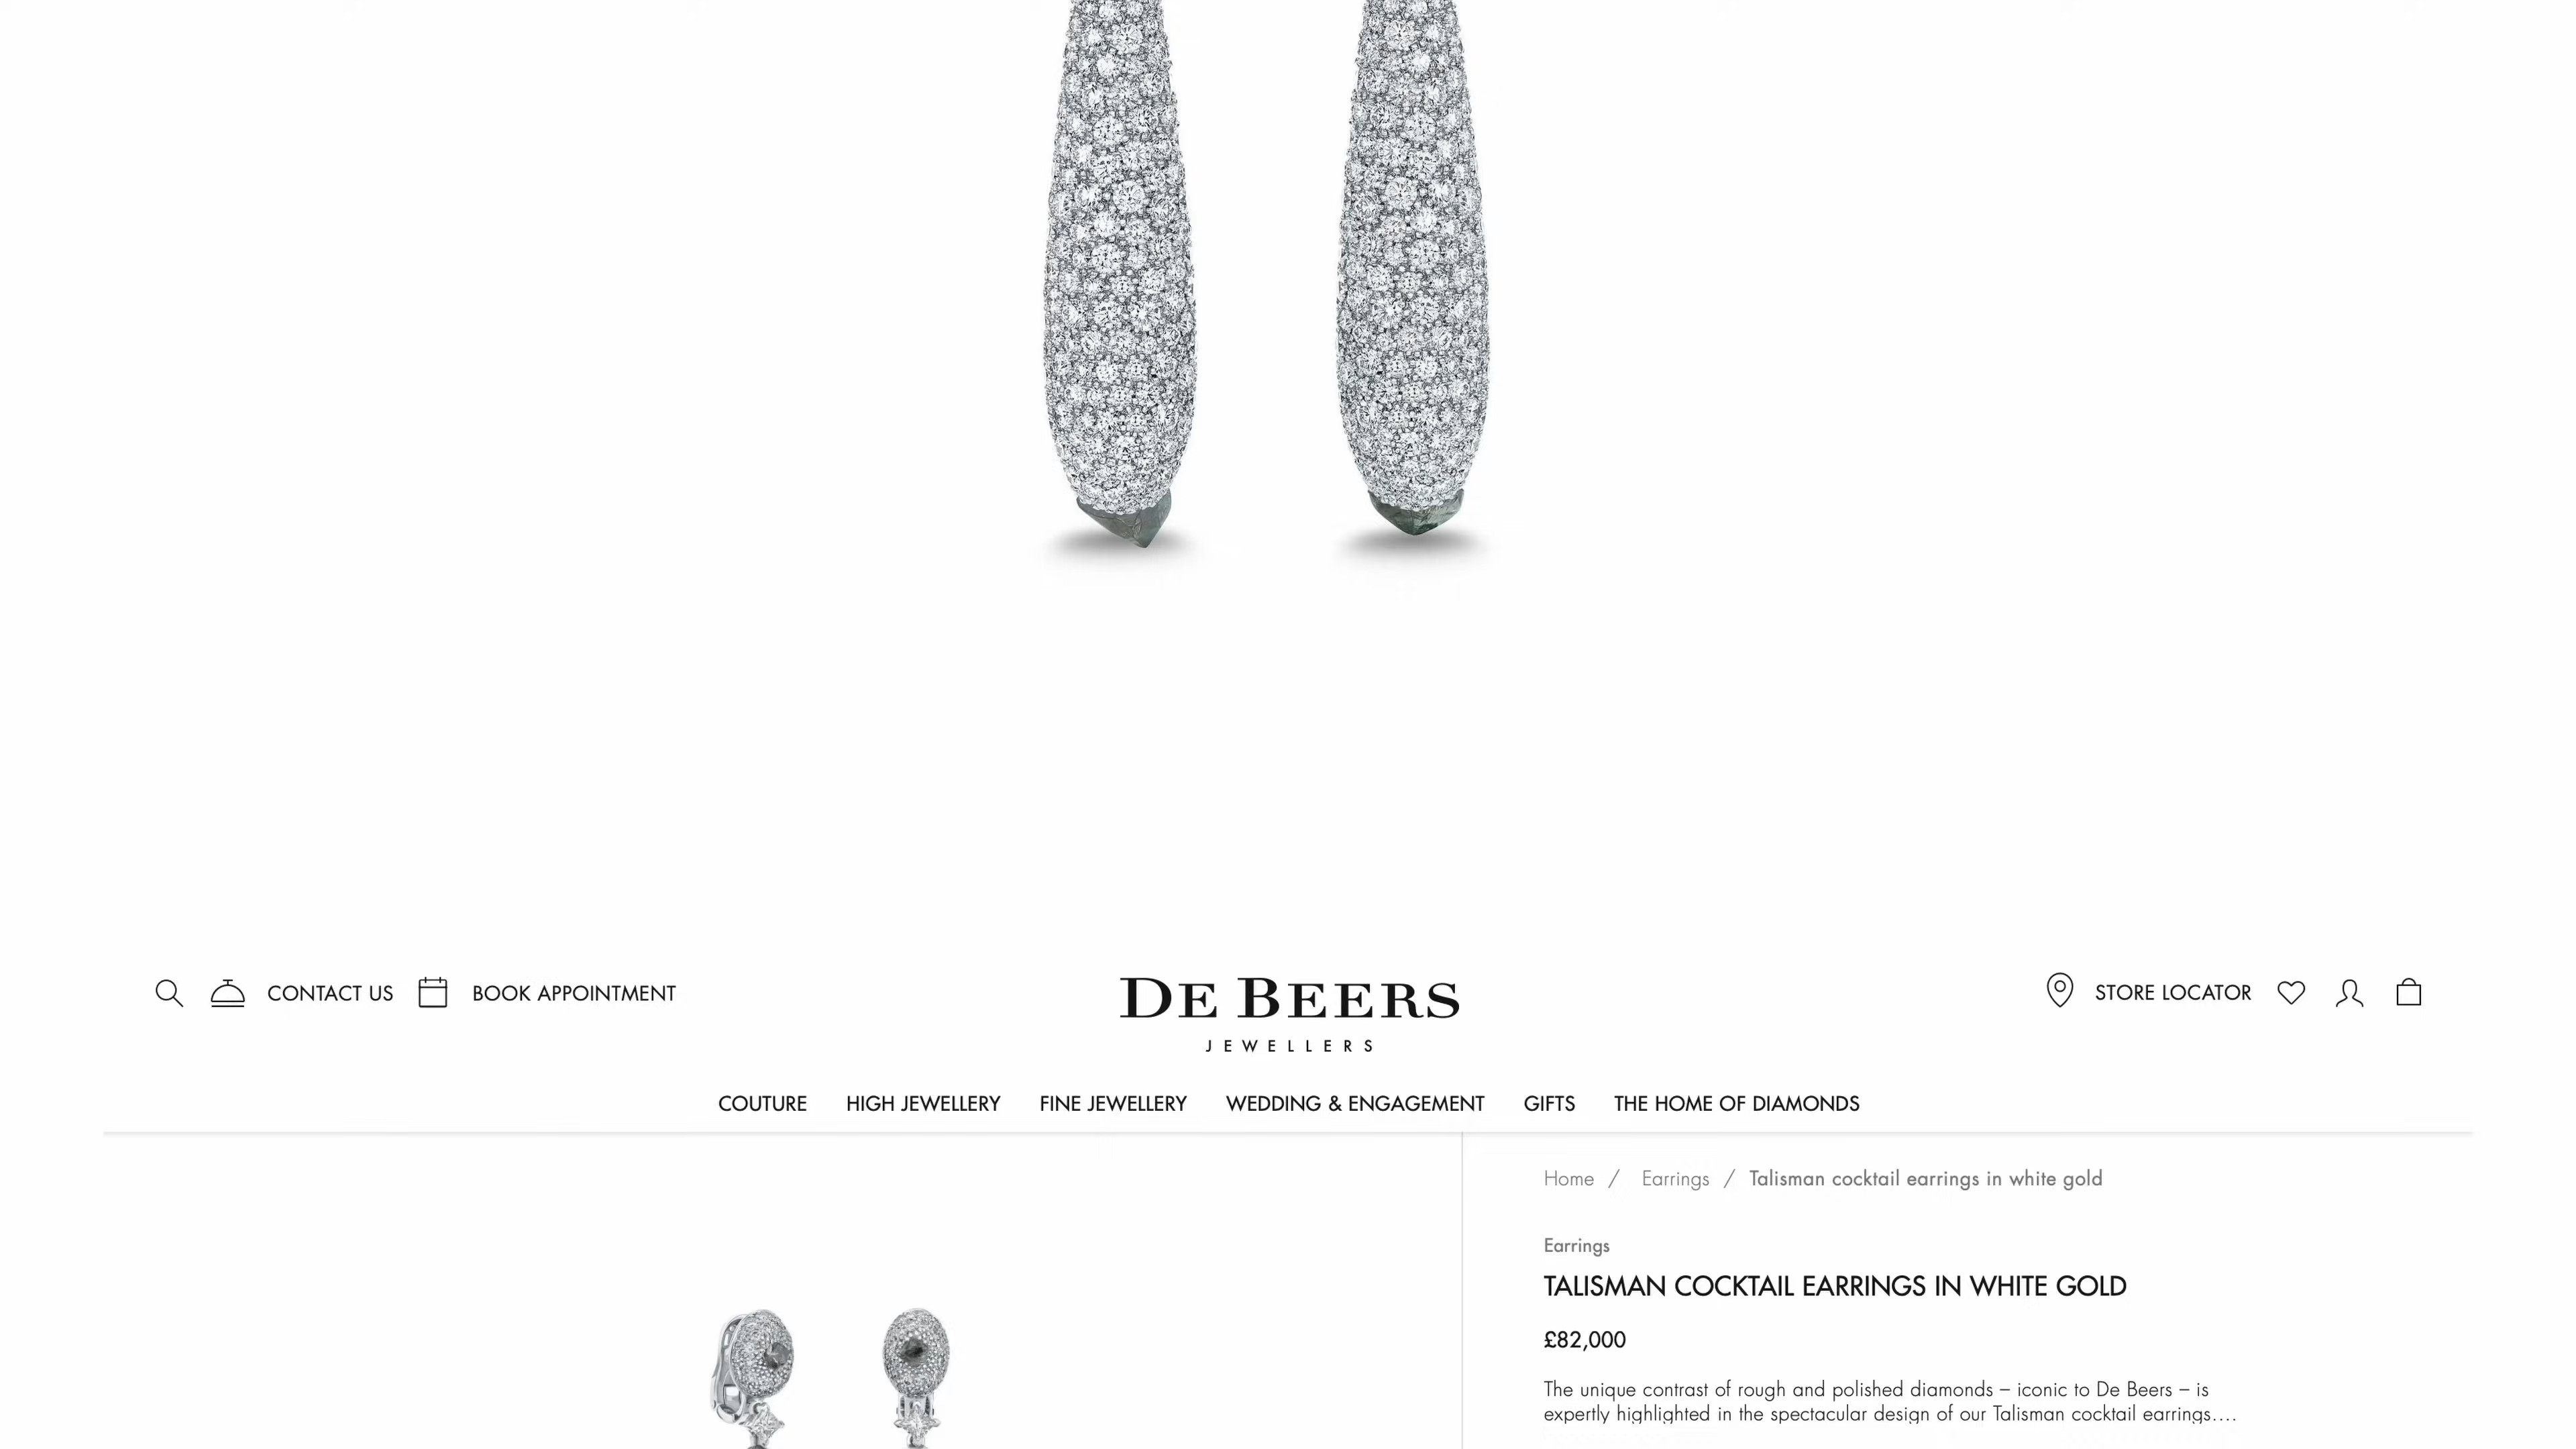 CONTACT US BOOK APPOINTMENT
DE BEERS
JEWELLERS
STORE LOCATOR
COUTURE HIGH JEWELLERY FINE JEWELLERY WEDDING & ENGAGEMENT GIFTS THE HOME OF DIAMONDS
Home / Earrings / Talisman cocktail earrings in white gold
Earrings
TALISMAN COCKTAIL EARRINGS IN WHITE GOLD
£82,000
The unique contrast of rough and polished diamonds – iconic to De Beers – is
expertly highlighted in the spectacular design of our Talisman cocktail earrings....